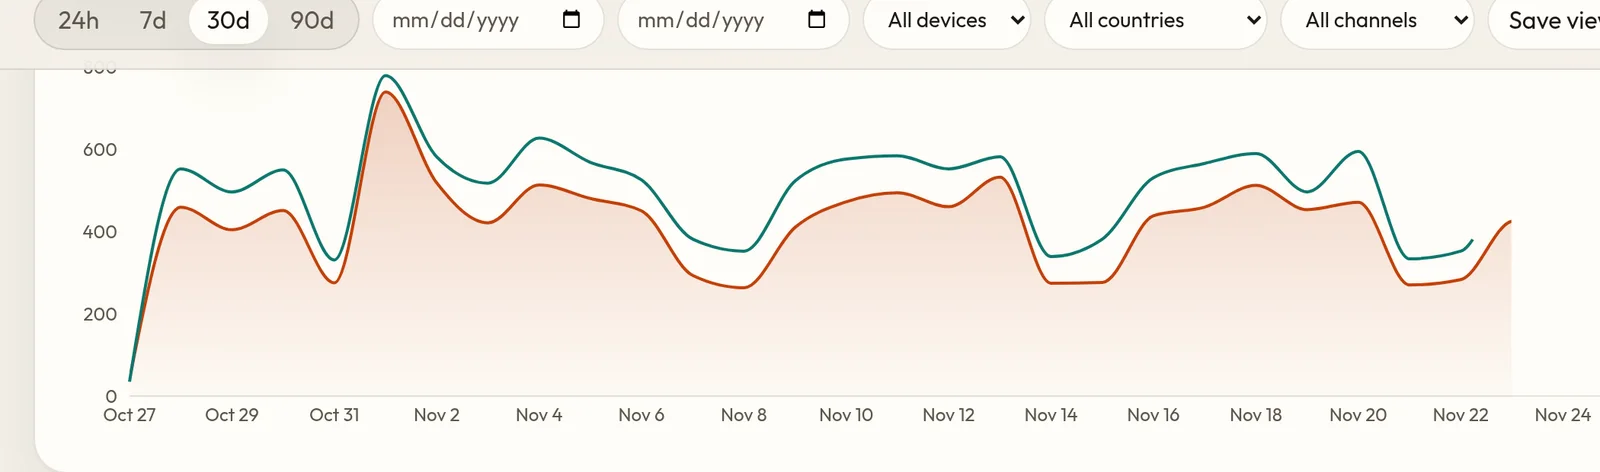 24h 7d 30d 90d mm/dd/yyyy mm/dd/yyyy All devices All countries All channels Save
800
600
400
200
0
Oct 27 Oct 29 Oct 31 Nov 2 Nov 4 Nov 6 Nov 8 Nov 10 Nov 12 Nov 14 Nov 16 Nov 18 Nov 20 Nov 22 Nov 24